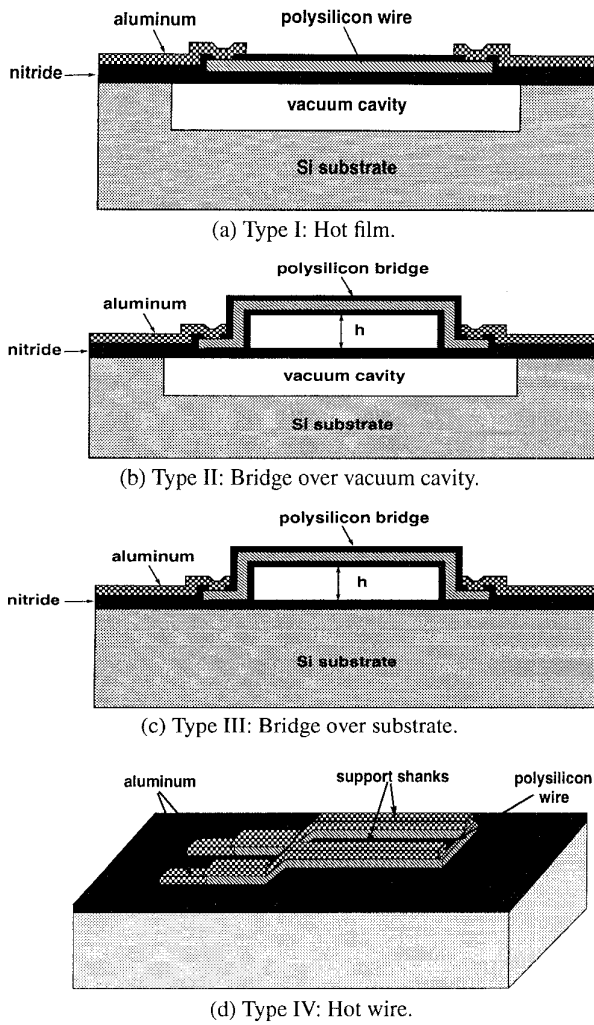 aluminum
polysilicon wire
nitride
vacuum cavity
Si substrate
(a) Type I: Hot film.
polysilicon bridge
aluminum
h
nitride
vacuum cavity
Si substrate
(b) Type II: Bridge over vacuum cavity.
polysilicon bridge
aluminum
h
nitride
Si substrate
(c) Type III: Bridge over substrate.
aluminum
support shanks
polysilicon
wire
(d) Type IV: Hot wire.